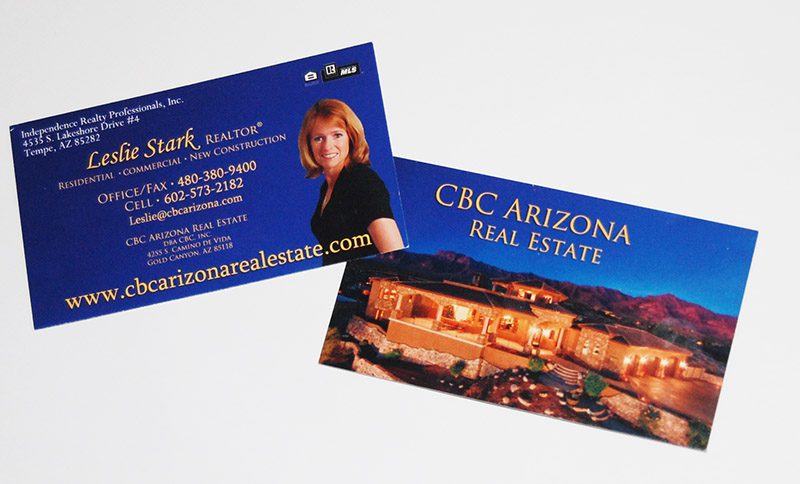 Independence Realty Professionals, Inc.
4535 S. Lakeshore Drive #4
Tempe, AZ 85282
MLS
Leslie Stark REALTOR®
RESIDENTIAL · COMMERCIAL · NEW CONSTRUCTION
OFFICE/FAX · 480-380-9400
CELL · 602-573-2182
Leslie@cbcarizona.com
CBC ARIZONA REAL ESTATE
DBA CBC, INC
4255 S. CAMINO DE VIDA
GOLD CANYON, AZ 85118
www.cbcarizonarealestate.com
CBC ARIZONA
REAL ESTATE